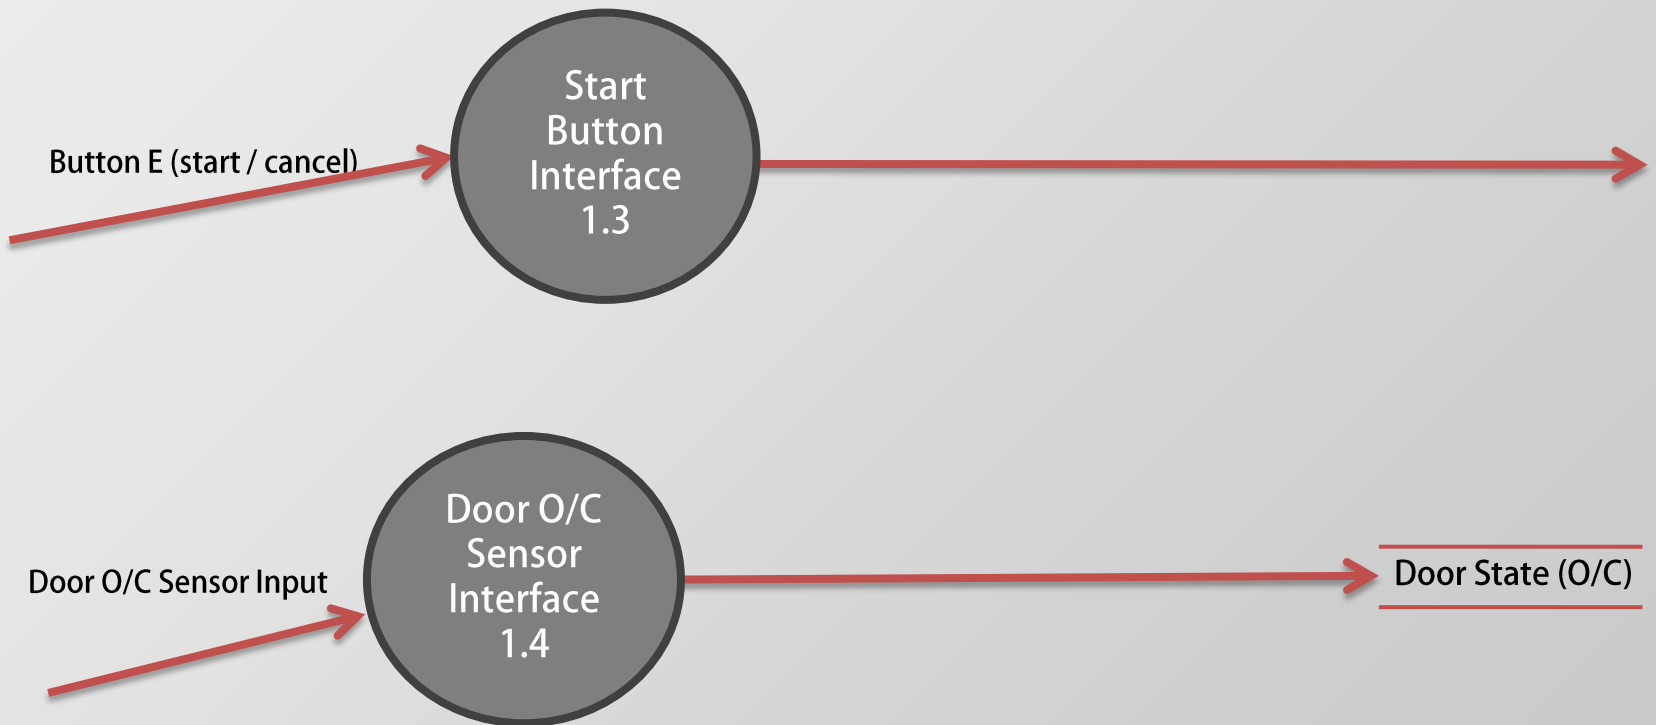 Start
Button
Interface
1.3
Button E (start / cancel)
Door O/C
Sensor
Interface
1.4
Door O/C Sensor Input
Door State (O/C)